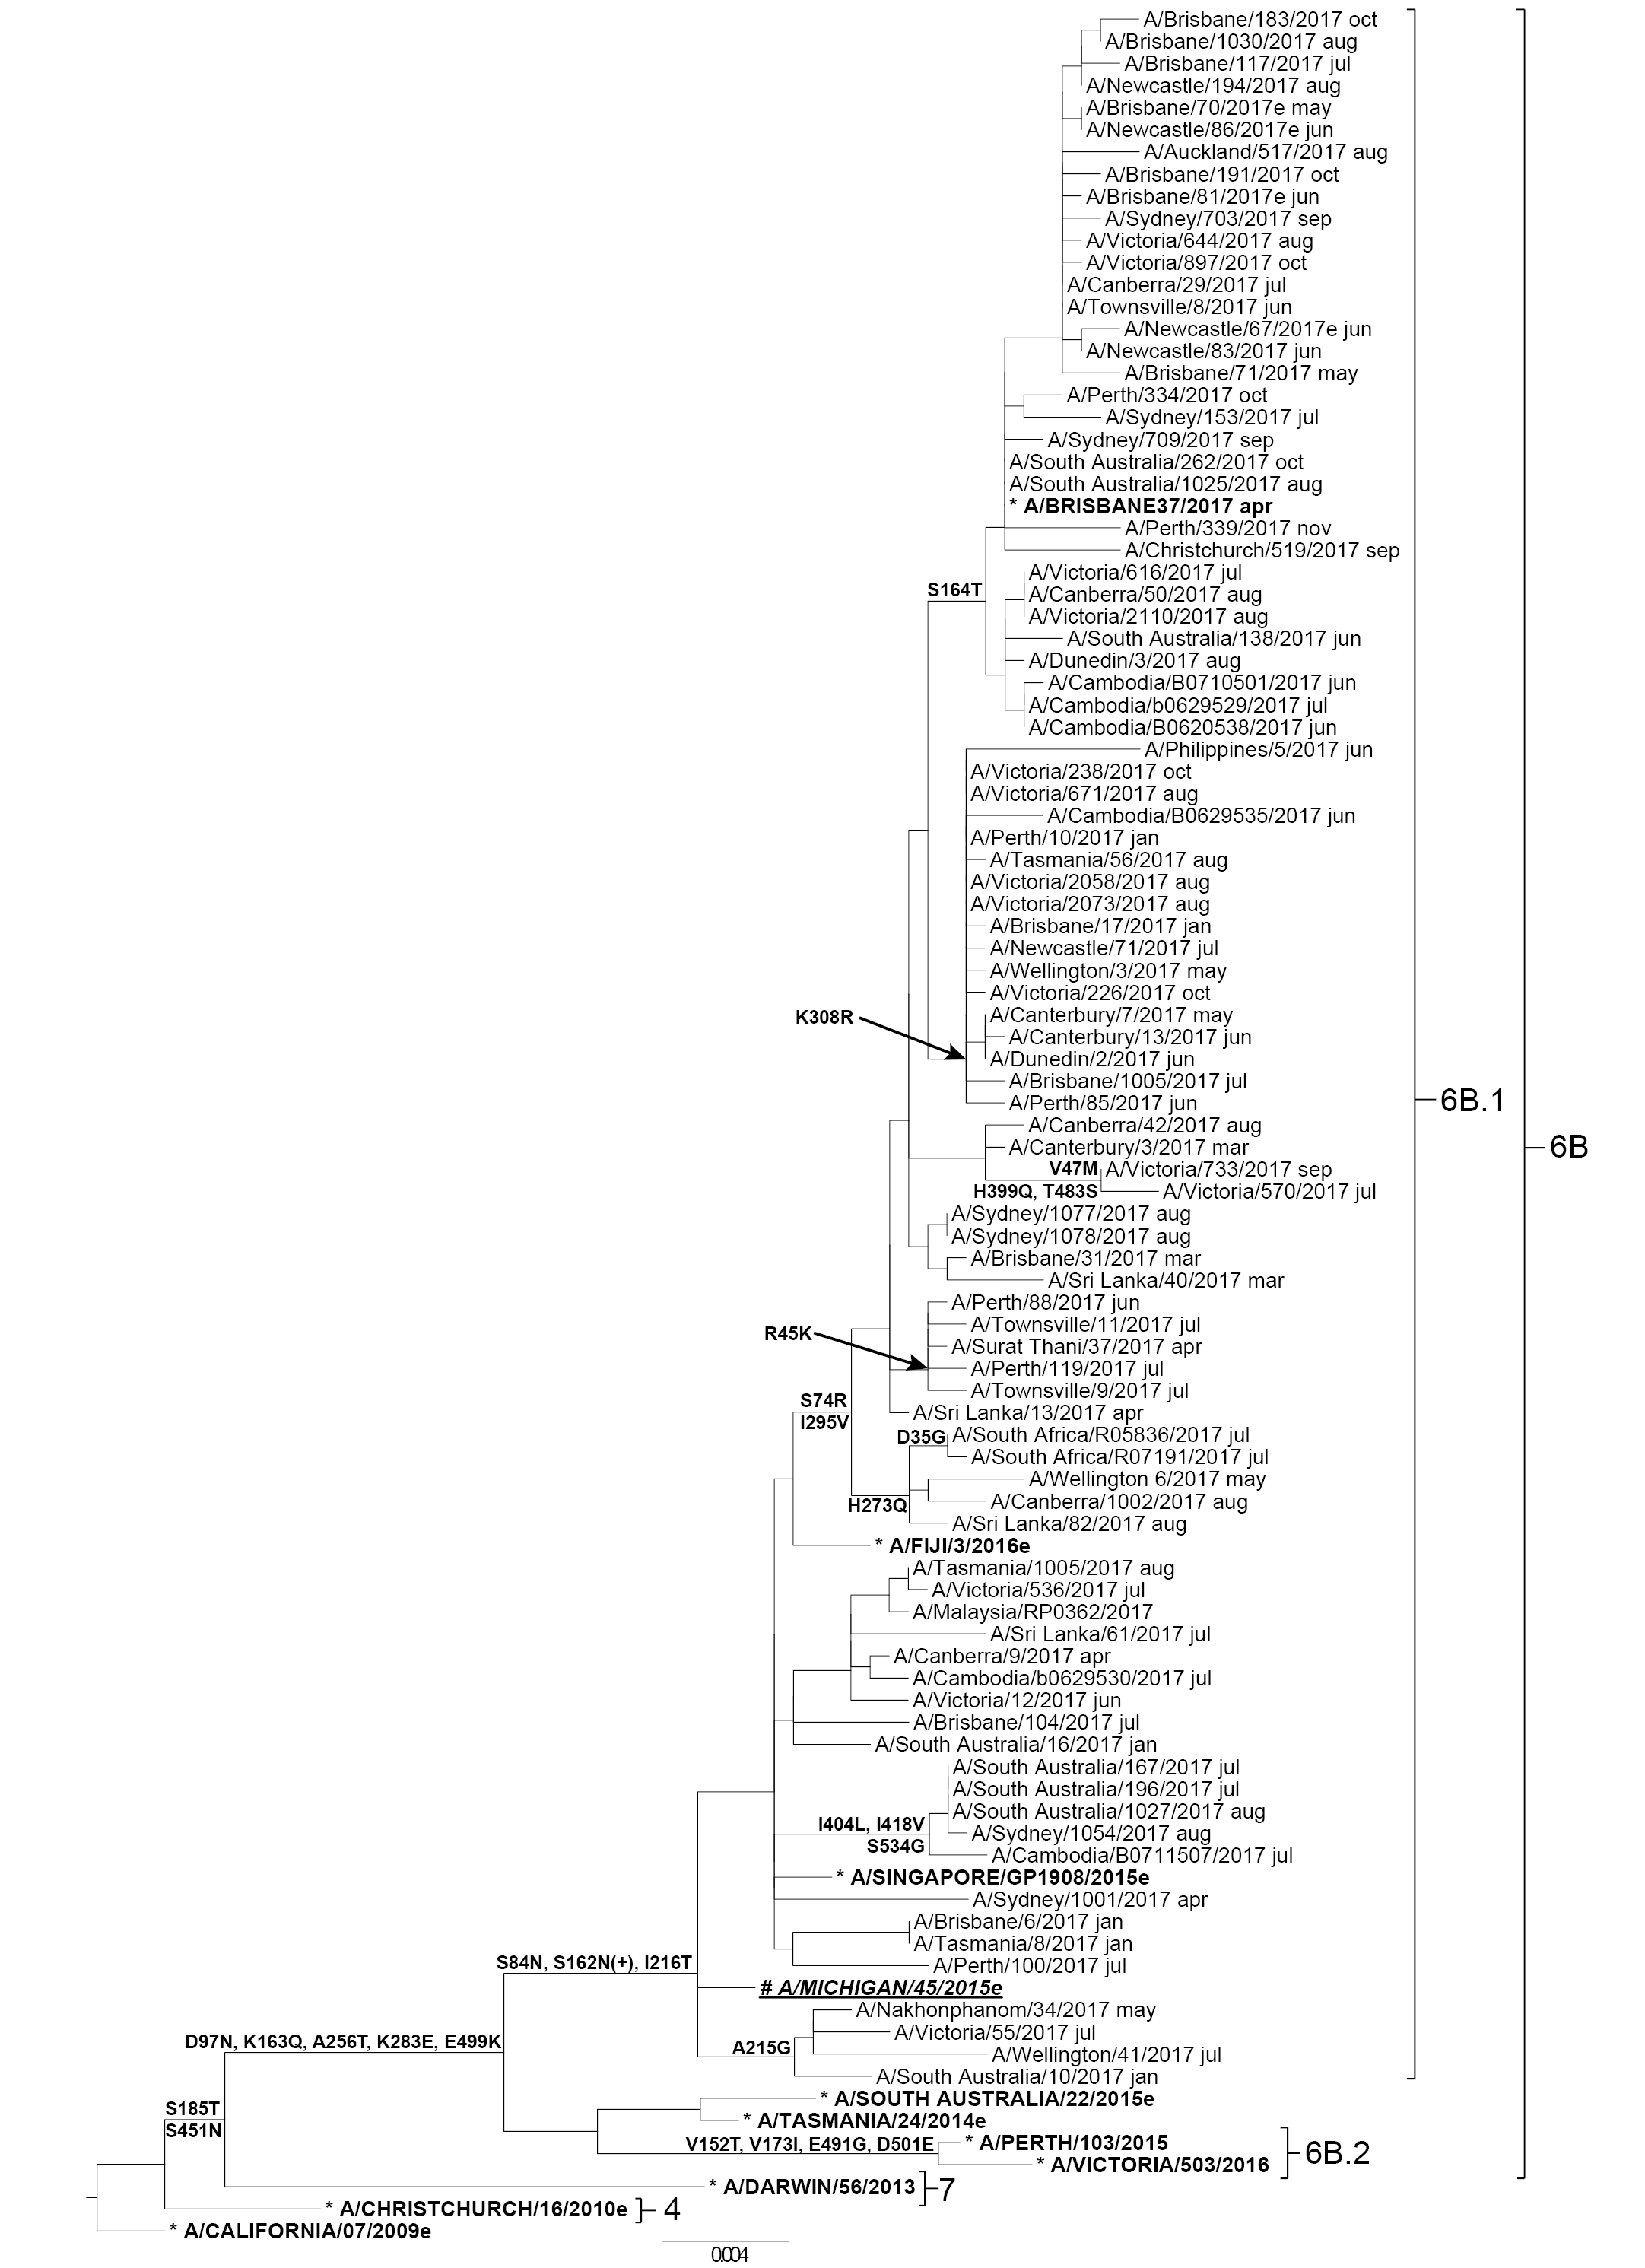 A/Brisbane/183/2017 oct
A/Brisbane/1030/2017 aug
A/Brisbane/117/2017 jul
A/Newcastle/194/2017 aug
A/Brisbane/70/2017e may
A/Newcastle/86/2017e jun
A/Auckland/517/2017 aug
A/Brisbane/191/2017 oct
A/Brisbane/81/2017e jun
A/Sydney/703/2017 sep
A/Victoria/644/2017 aug
A/Victoria/897/2017 oct
A/Canberra/29/2017 jul
A/Townsville/8/2017 jun
A/Newcastle/67/2017e jun
A/Newcastle/83/2017 jun
A/Brisbane/71/2017 may
A/Perth/334/2017 oct
A/Sydney/153/2017 jul
A/Sydney/709/2017 sep
A/South Australia/262/2017 oct
A/South Australia/1025/2017 aug
* A/BRISBANE37/2017 apr
A/Perth/339/2017 nov
A/Christchurch/519/2017 sep
A/Victoria/616/2017 jul
S164T
A/Canberra/50/2017 aug
A/Victoria/2110/2017 aug
A/South Australia/138/2017 jun
A/Dunedin/3/2017 aug
A/Cambodia/B0710501/2017 jun
A/Cambodia/b0629529/2017 jul
A/Cambodia/B0620538/2017 jun
A/Philippines/5/2017 jun
A/Victoria/238/2017 oct
A/Victoria/671/2017 aug
A/Cambodia/B0629535/2017 jun
A/Perth/10/2017 jan
A/Tasmania/56/2017 aug
A/Victoria/2058/2017 aug
A/Victoria/2073/2017 aug
A/Brisbane/17/2017 jan
A/Newcastle/71/2017 jul
A/Wellington/3/2017 may
A/Victoria/226/2017 oct
K308R
A/Canterbury/7/2017 may
A/Canterbury/13/2017 jun
A/Dunedin/2/2017 jun
A/Brisbane/1005/2017 jul
A/Perth/85/2017 jun
6B.1
A/Canberra/42/2017 aug
A/Canterbury/3/2017 mar
6B
V47M
A/Victoria/733/2017 sep
H399Q, T483S
A/Victoria/570/2017 jul
A/Sydney/1077/2017 aug
A/Sydney/1078/2017 aug
A/Brisbane/31/2017 mar
A/Sri Lanka/40/2017 mar
A/Perth/88/2017 jun
A/Townsville/11/2017 jul
R45K
A/Surat Thani/37/2017 apr
A/Perth/119/2017 jul
A/Townsville/9/2017 jul
S74R
A/Sri Lanka/13/2017 apr
I295V
D35G
A/South Africa/R05836/2017 jul
A/South Africa/R07191/2017 jul
A/Wellington 6/2017 may
A/Canberra/1002/2017 aug
H273Q
A/Sri Lanka/82/2017 aug
* A/FIJI/3/2016e
A/Tasmania/1005/2017 aug
A/Victoria/536/2017 jul
A/Malaysia/RP0362/2017
A/Sri Lanka/61/2017 jul
A/Canberra/9/2017 apr
A/Cambodia/b0629530/2017 jul
A/Victoria/12/2017 jun
A/Brisbane/104/2017 jul
A/South Australia/16/2017 jan
A/South Australia/167/2017 jul
A/South Australia/196/2017 jul
A/South Australia/1027/2017 aug
I404L, I418V
A/Sydney/1054/2017 aug
S534G
A/Cambodia/B0711507/2017 jul
* A/SINGAPORE/GP1908/2015e
A/Sydney/1001/2017 apr
A/Brisbane/6/2017 jan
A/Tasmania/8/2017 jan
S84N, S162N(+), I216T
A/Perth/100/2017 jul
# A/MICHIGAN/45/2015e
A/Nakhonphanom/34/2017 may
A/Victoria/55/2017 jul
D97N, K163Q, A256T, K283E, E499K
A215G
A/Wellington/41/2017 jul
A/South Australia/10/2017 jan
* A/SOUTH AUSTRALIA/22/2015e
S185T
* A/TASMANIA/24/2014e
S451N
V152T, V173I, E491G, D501E
* A/PERTH/103/2015
6B.2
* A/VICTORIA/503/2016
* A/DARWIN/56/2013
7
* A/CHRISTCHURCH/16/2010e
4
* A/CALIFORNIA/07/2009e
0.004